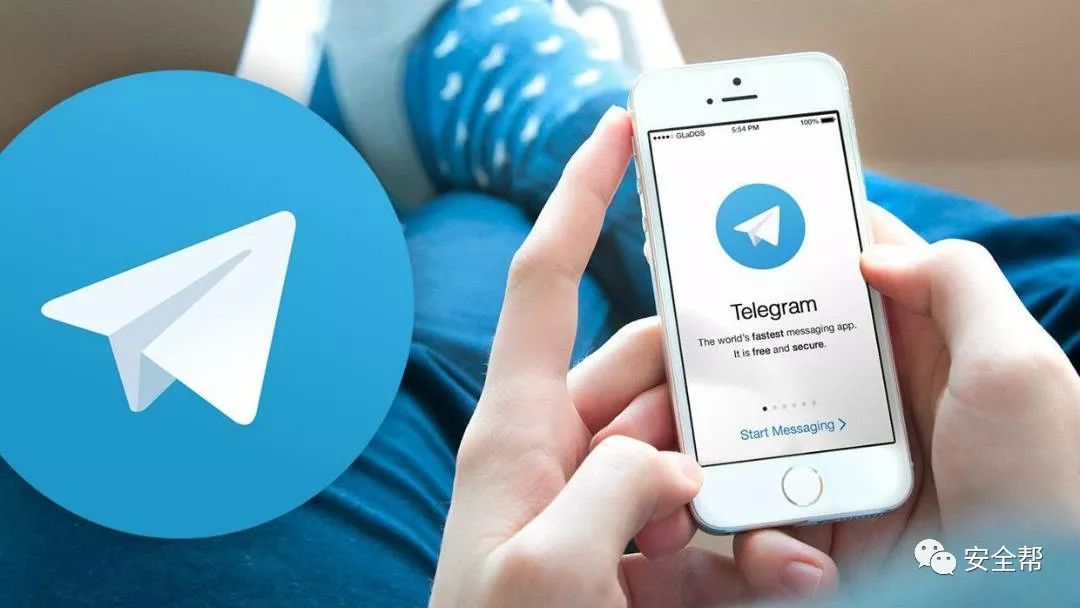 GLaDOS 5:54 PM 100%
Telegram
The world's fastest messaging app.
It is free and secure.
Start Messaging
安全帮